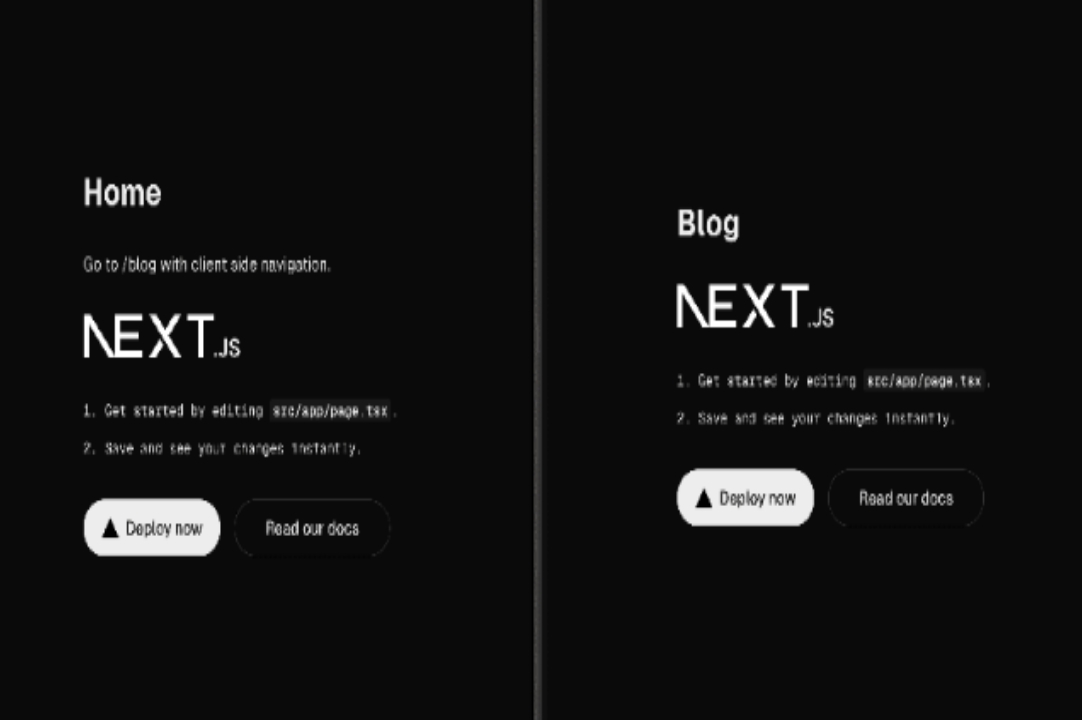 Home
Go to /blog with client side navigation.
NEXT.JS
1. Get started by editing src/app/page.tsx.
2. Save and see your changes instantly.
Deploy now
Read our docs
Blog
NEXT.JS
1. Get started by editing src/app/page.tsx.
2. Save and see your changes instantly.
Deploy now
Read our docs